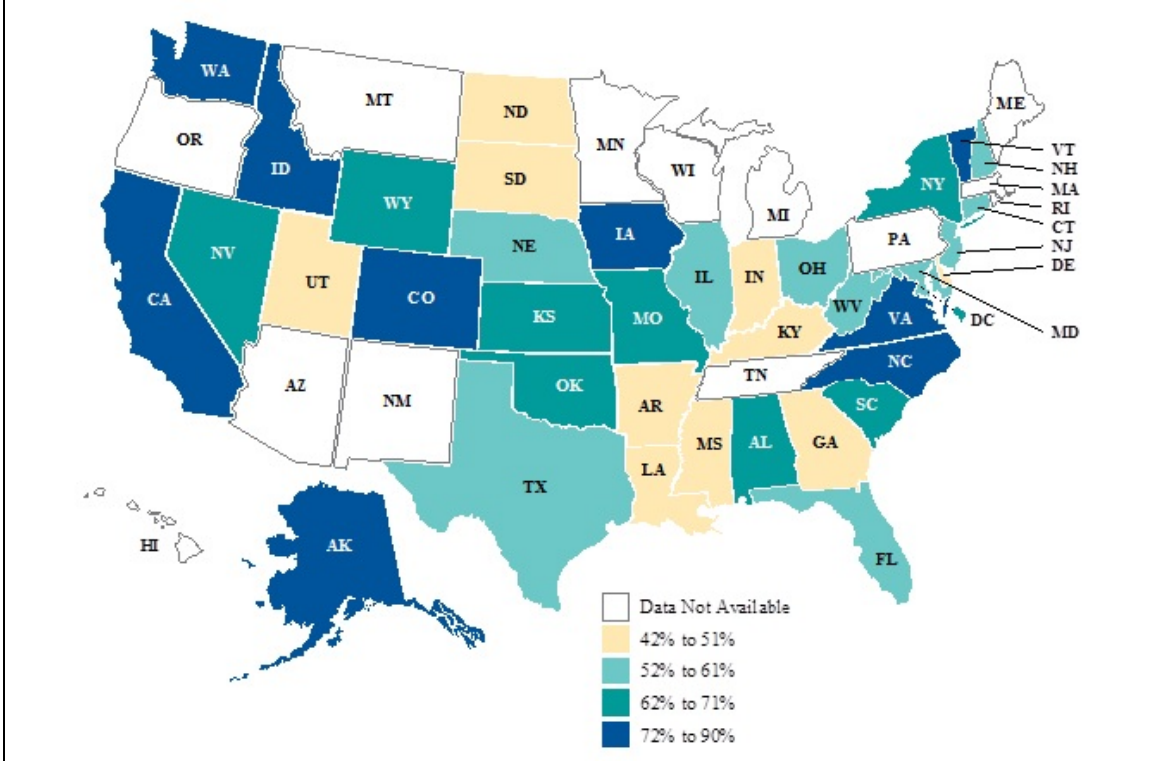 WA
MT
ND
ME
OR
MN
VT
ID
SD
WI
NH
NY
MA
WY
MI
RI
CT
IA
PA
NJ
NV
NE
DE
UT
IL
IN
OH
CA
CO
WV
VA
DC
KS
MO
KY
MD
NC
TN
AZ
NM
OK
AR
SC
MS
AL
GA
LA
TX
HI
AK
FL
Data Not Available
42% to 51%
52% to 61%
62% to 71%
72% to 90%